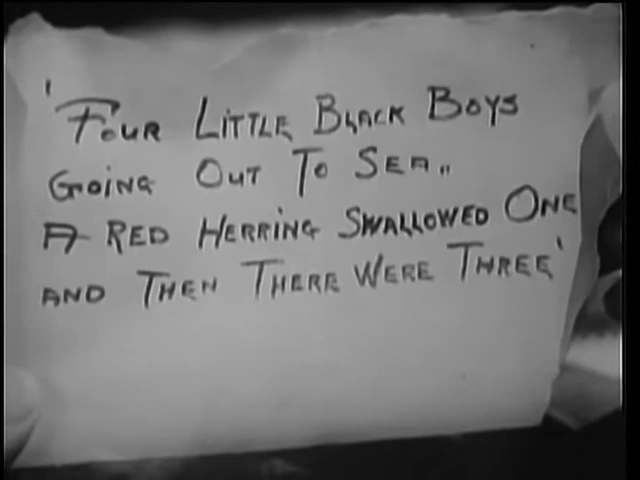 'FOUR LITTLE BLACK BOYS
GOING OUT TO SEA..
A RED HERRING SWALLOWED ONE
AND THEN THERE WERE THREE'